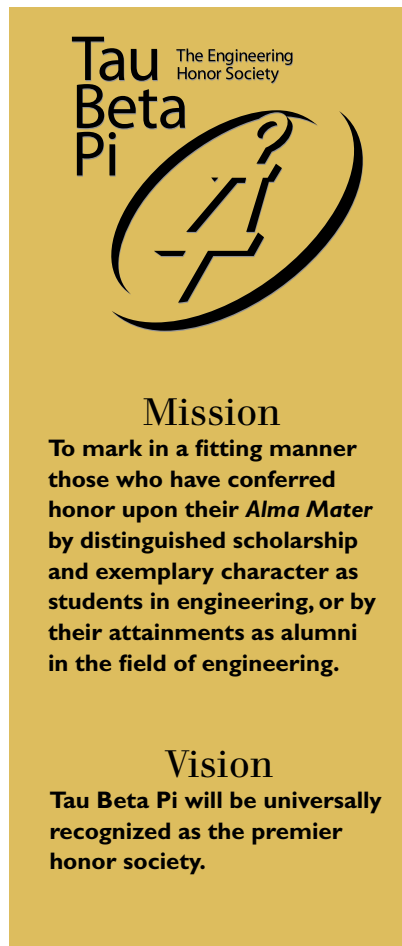 Tau
Beta
Pi
The Engineering
Honor Society
Mission
To mark in a fitting manner
those who have conferred
honor upon their Alma Mater
by distinguished scholarship
and exemplary character as
students in engineering, or by
their attainments as alumni
in the field of engineering.
Vision
Tau Beta Pi will be universally
recognized as the premier
honor society.